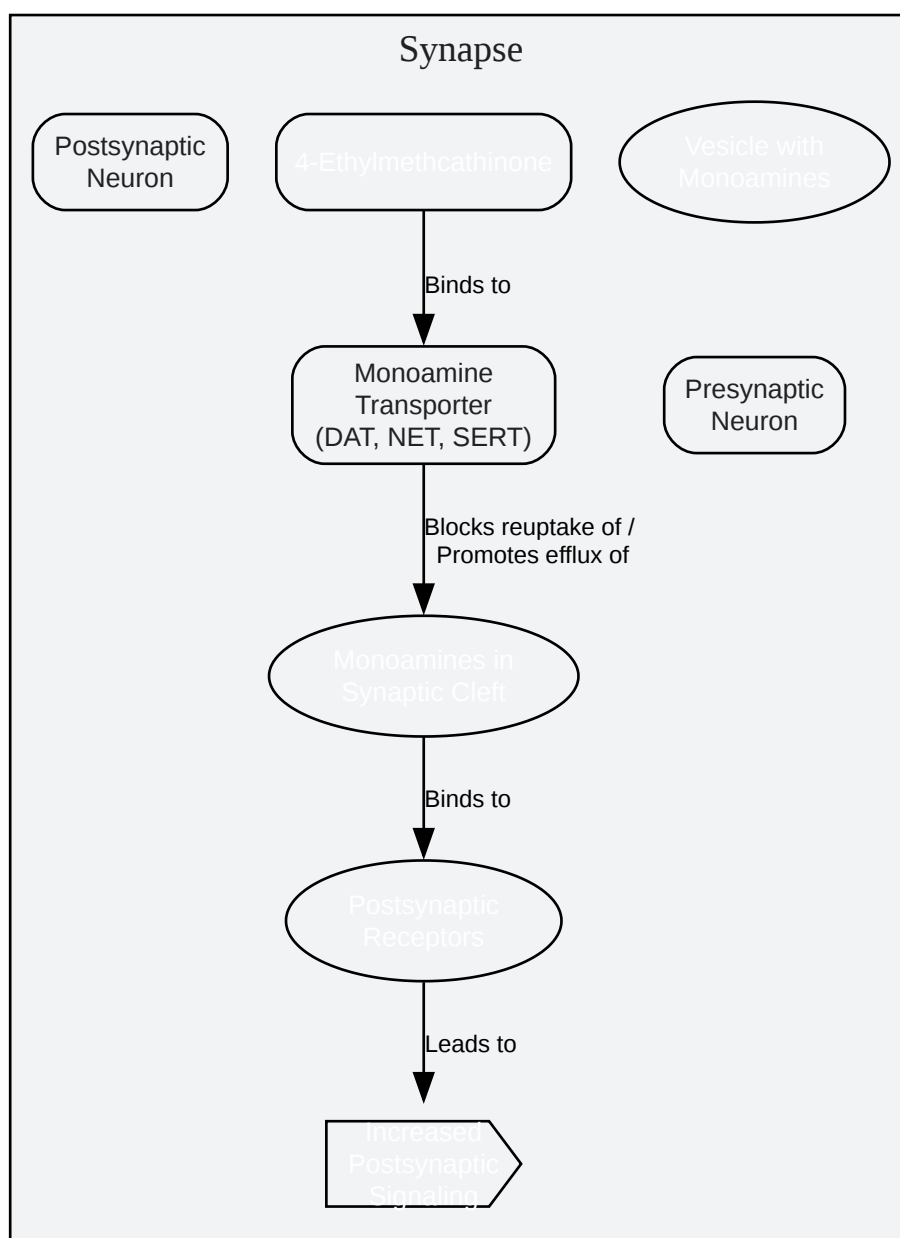 Synapse
Postsynaptic
Neuron
4-Ethylmethcathinone
Vesicle with
Monoamines
Binds to
Monoamine
Transporter
(DAT, NET, SERT)
Presynaptic
Neuron
Blocks reuptake of /
Promotes efflux of
Monoamines in
Synaptic Cleft
Binds to
Postsynaptic
Receptors
Leads to
Increased
Postsynaptic
Signaling